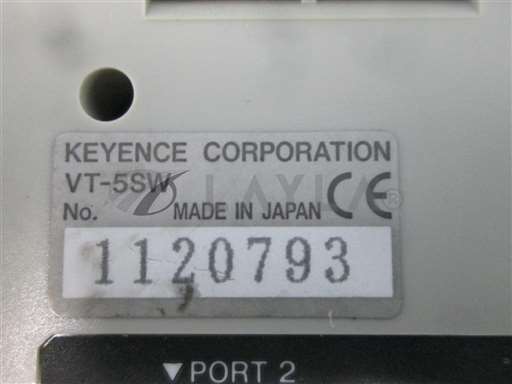 KEYENCE CORPORATION
VT-5SW
No. MADE IN JAPAN CE
1120793
▼PORT 2